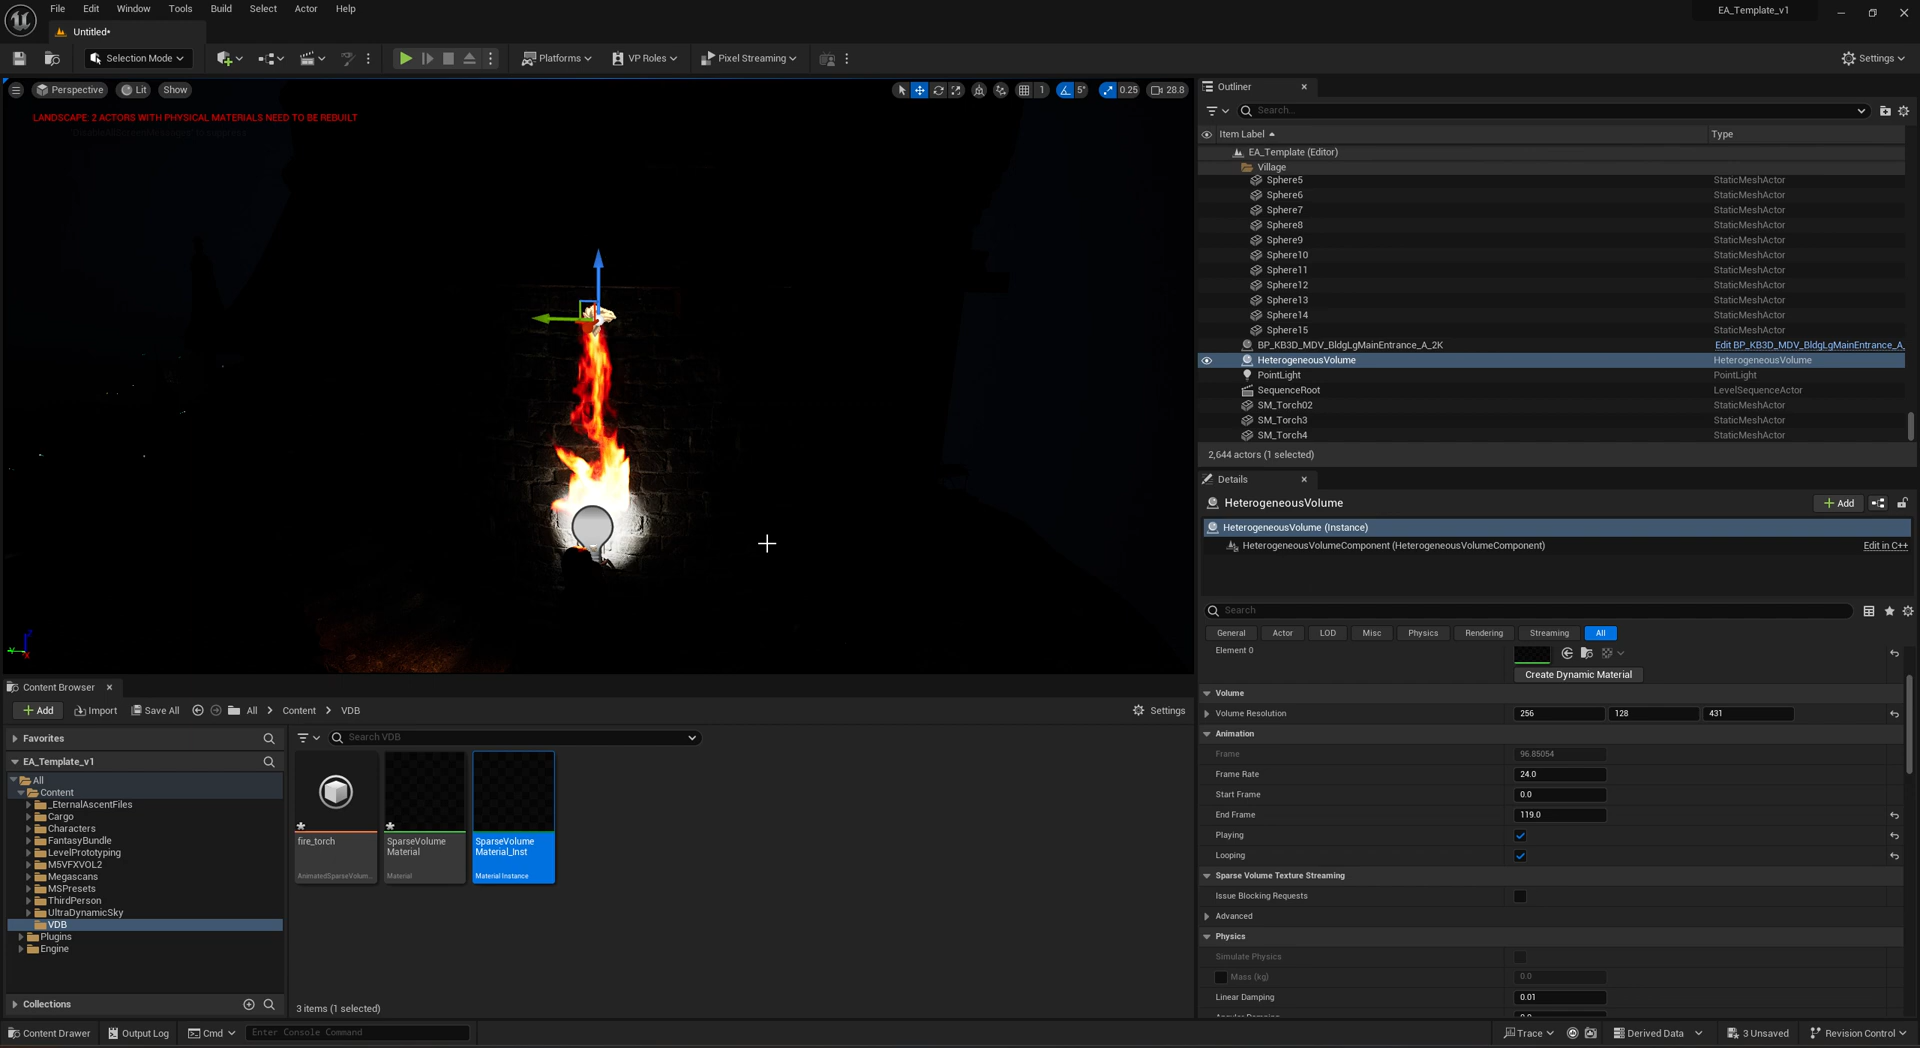 File Edit Window Tools Build Select Actor Help
EA_Template_v1
Untitled*
Selection Mode Platforms VP Roles Pixel Streaming Settings
Perspective Lit Show 1 5° 0.25 28.8
LANDSCAPE: 2 ACTORS WITH PHYSICAL MATERIALS NEED TO BE REBUILT
Outliner
Search...
Item Label Type
EA_Template (Editor)
Village
Sphere5 StaticMeshActor
Sphere6 StaticMeshActor
Sphere7 StaticMeshActor
Sphere8 StaticMeshActor
Sphere9 StaticMeshActor
Sphere10 StaticMeshActor
Sphere11 StaticMeshActor
Sphere12 StaticMeshActor
Sphere13 StaticMeshActor
Sphere14 StaticMeshActor
Sphere15 StaticMeshActor
BP_KB3D_MDV_BldgLgMainEntrance_A_2K Edit BP_KB3D_MDV_BldgLgMainEntrance_A_
HeterogeneousVolume HeterogeneousVolume
PointLight PointLight
SequenceRoot LevelSequenceActor
SM_Torch02 StaticMeshActor
SM_Torch3 StaticMeshActor
SM_Torch4 StaticMeshActor
2,644 actors (1 selected)
Details
HeterogeneousVolume Add
HeterogeneousVolume (Instance)
HeterogeneousVolumeComponent (HeterogeneousVolumeComponent) Edit in C++
Search
General Actor LOD Misc Physics Rendering Streaming All
Element 0
Create Dynamic Material
Volume
Volume Resolution 256 128 431
Animation
Frame 96.85054
Frame Rate 24.0
Start Frame 0.0
End Frame 119.0
Playing
Looping
Sparse Volume Texture Streaming
Issue Blocking Requests
Advanced
Physics
Simulate Physics
Mass (kg) 0.0
Linear Damping 0.01
Content Browser
Add Import Save All All Content VDB Settings
Favorites
EA_Template_v1
All
Content
_EternalAscentFiles
Cargo
Characters
FantasyBundle
LevelPrototyping
M5VFXVOL2
Megascans
MSPresets
ThirdPerson
UltraDynamicSky
VDB
Plugins
Engine
Collections
Search VDB
fire_torch
AnimatedSparseVolum...
SparseVolume
Material
Material
SparseVolume
Material_Inst
Material Instance
3 items (1 selected)
Content Drawer Output Log Cmd Enter Console Command Trace Derived Data 3 Unsaved Revision Control